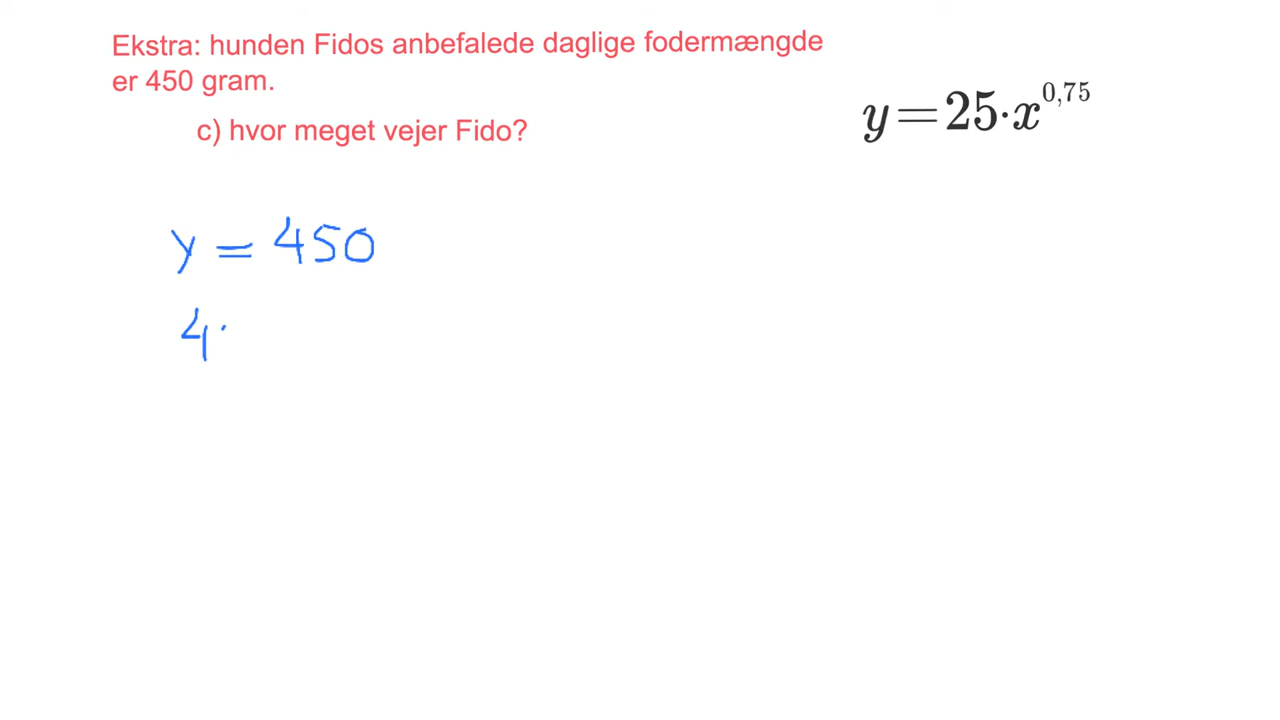 Ekstra: hunden Fidos anbefalede daglige fodermængde
er 450 gram.
y=25·x^0,75
c) hvor meget vejer Fido?
y = 450
4